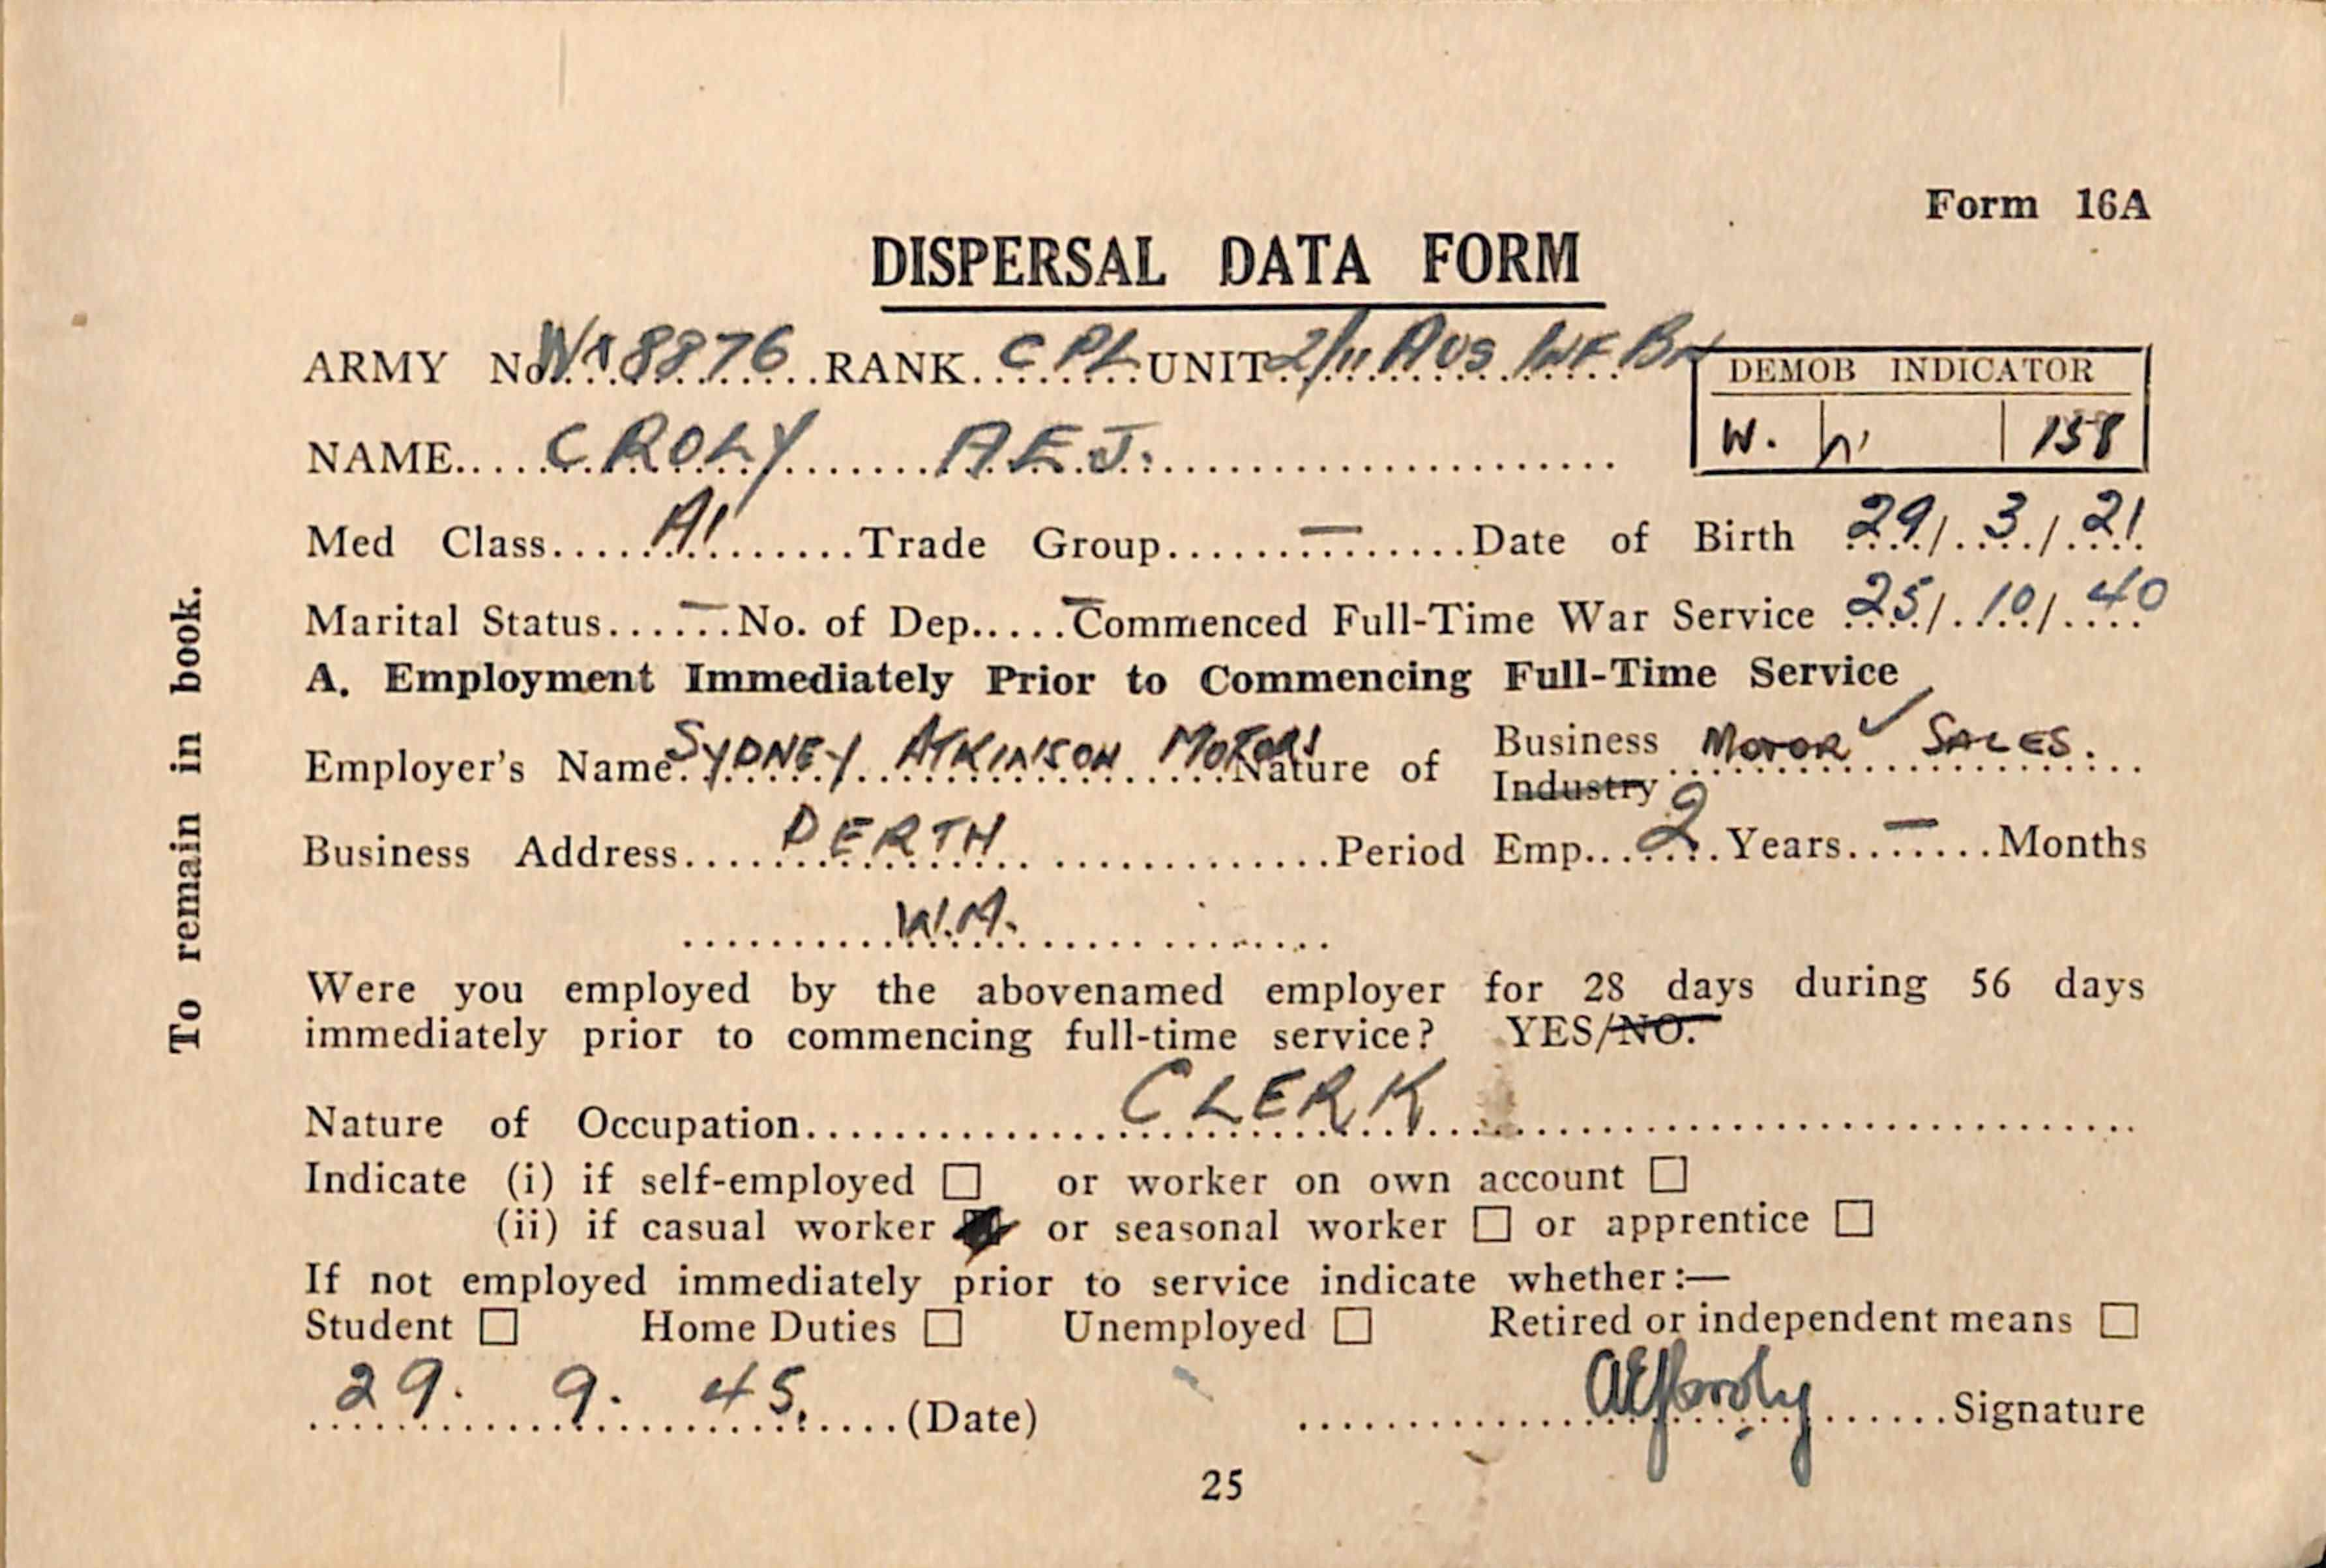 Form 16A
DISPERSAL DATA FORM
ARMY No. WX8876 RANK CPL UNIT 2/11 AUS INF BN
DEMOB INDICATOR
W. 158
NAME CROLY A.E.J.
Med Class A1 Trade Group — Date of Birth 29/3/21
Marital Status — No. of Dep. — Commenced Full-Time War Service 25/10/40
A. Employment Immediately Prior to Commencing Full-Time Service
Employer's Name SYDNEY ATKINSON MOTORS Nature of Business Industry MOTOR SALES.
Business Address PERTH Period Emp. 2 Years — Months
W.A.
Were you employed by the abovenamed employer for 28 days during 56 days
immediately prior to commencing full-time service? YES/NO.
Nature of Occupation CLERK
Indicate (i) if self-employed □ or worker on own account □
(ii) if casual worker □ or seasonal worker □ or apprentice □
If not employed immediately prior to service indicate whether:—
Student □ Home Duties □ Unemployed □ Retired or independent means □
29. 9. 45. (Date) AEJCroly Signature
25
To remain in book.